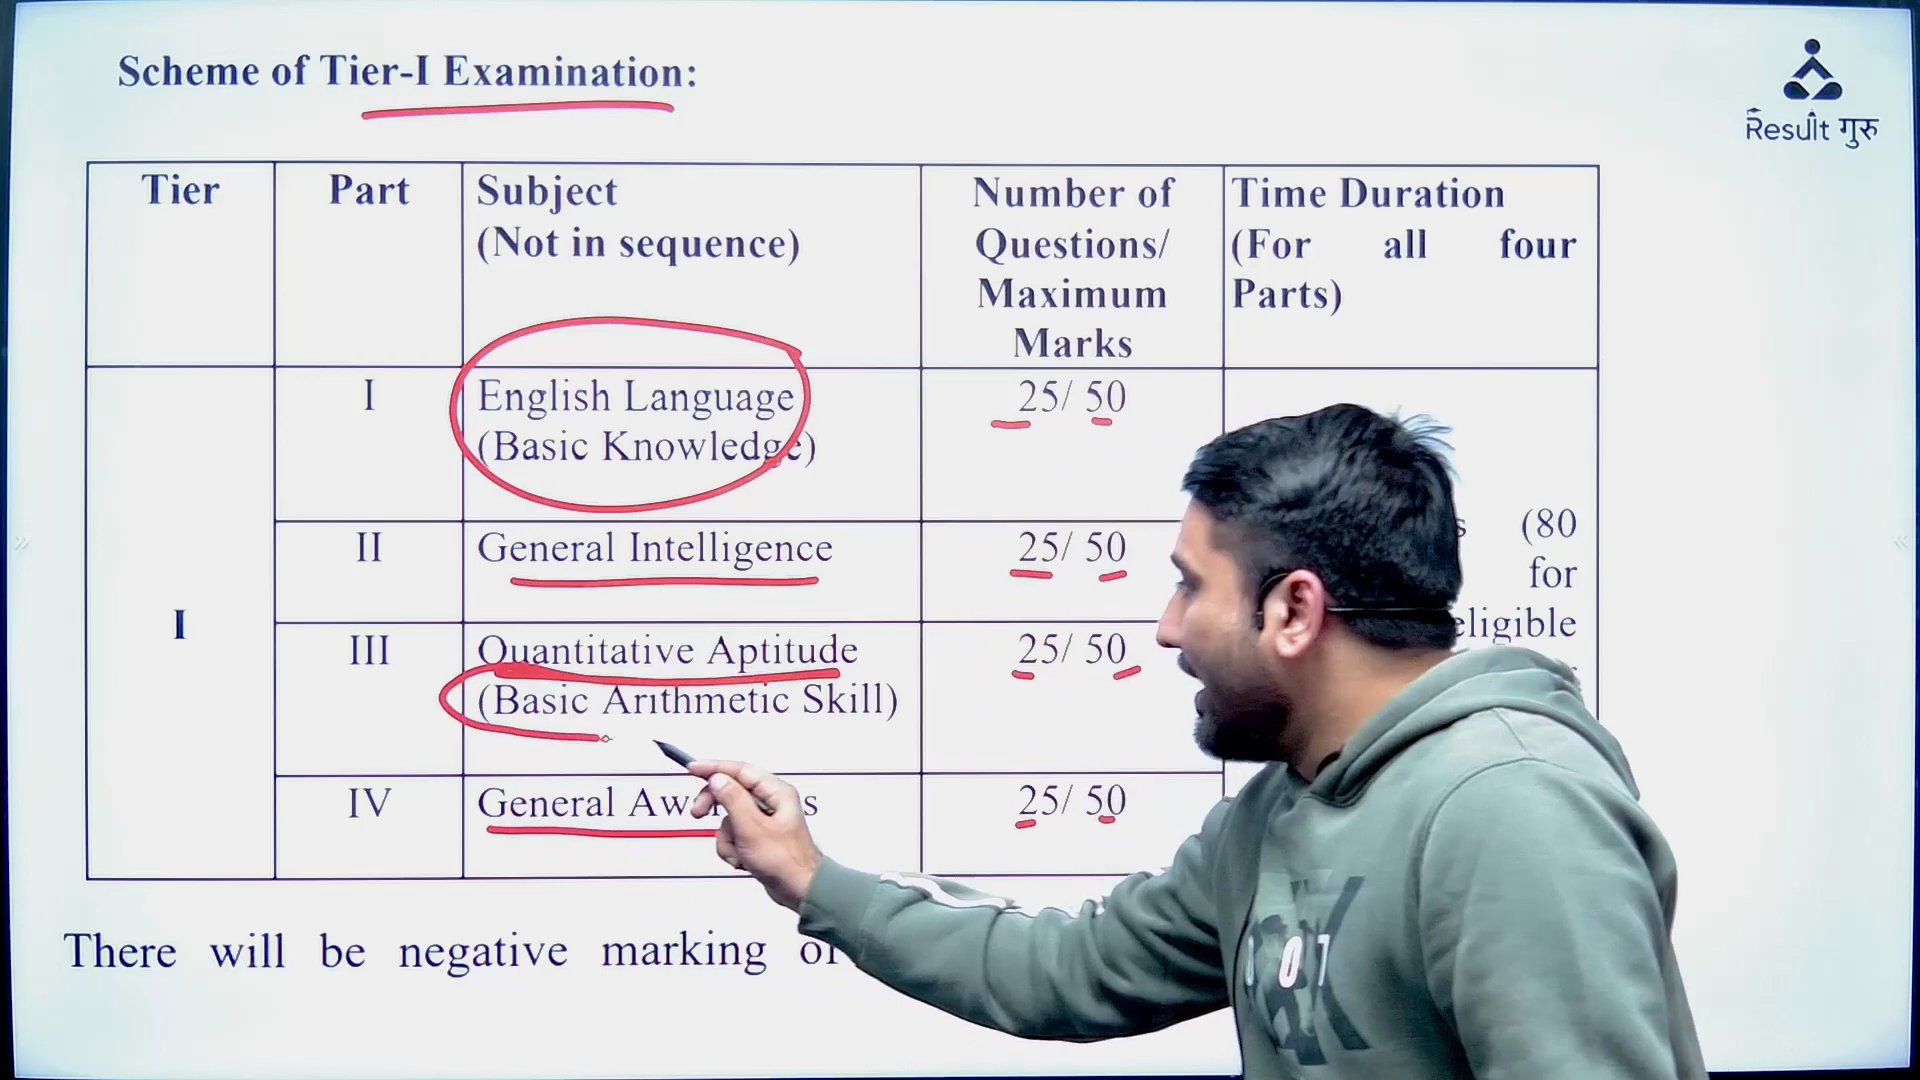 Scheme of Tier-I Examination:
Result गुरु
Tier
Part
Subject
(Not in sequence)
Number of
Questions/
Maximum
Marks
Time Duration
(For all four
Parts)
I
I
English Language
(Basic Knowledge)
25/ 50
II
General Intelligence
25/ 50
III
Quantitative Aptitude
(Basic Arithmetic Skill)
25/ 50
IV
General
25/ 50
(80
for
eligible
There will be negative marking
007